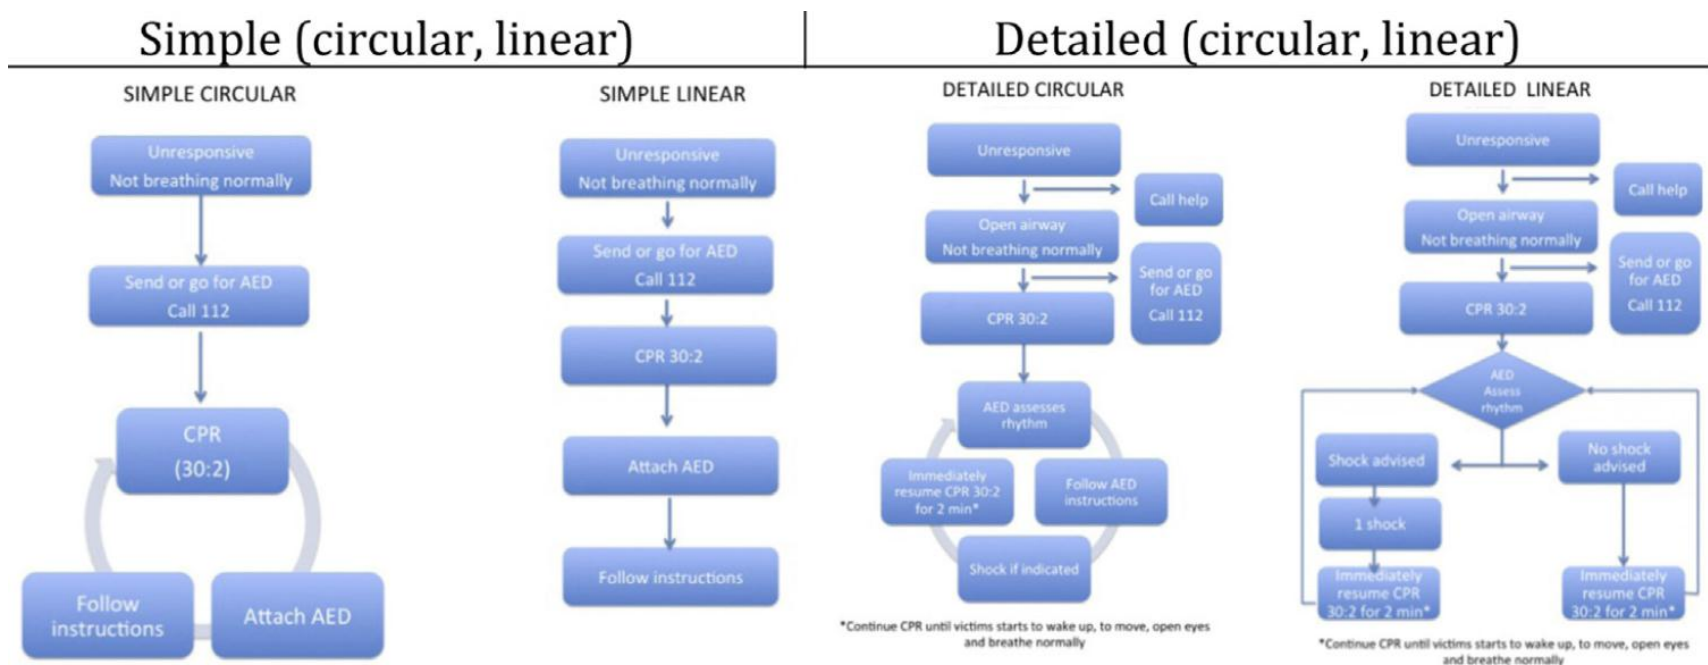 Simple (circular, linear)
Detailed (circular, linear)
SIMPLE CIRCULAR
Unresponsive
Not breathing normally
Send or go for AED
Call 112
CPR
(30:2)
Follow
instructions
Attach AED
SIMPLE LINEAR
Unresponsive
Not breathing normally
Send or go for AED
Call 112
CPR 30:2
Attach AED
Follow instructions
DETAILED CIRCULAR
Unresponsive
Call help
Open airway
Not breathing normally
Send or go
for AED
Call 112
CPR 30:2
AED assesses
rhythm
Immediately
resume CPR 30:2
for 2 min*
Follow AED
instructions
Shock if indicated
*Continue CPR until victims starts to wake up, to move, open eyes
and breathe normally
DETAILED LINEAR
Unresponsive
Call help
Open airway
Not breathing normally
Send or go
for AED
Call 112
CPR 30:2
AED
Assess
rhythm
Shock advised
No shock
advised
1 shock
Immediately
resume CPR
30:2 for 2 min*
Immediately
resume CPR
30:2 for 2 min*
*Continue CPR until victims starts to wake up, to move, open eyes
and breathe normally